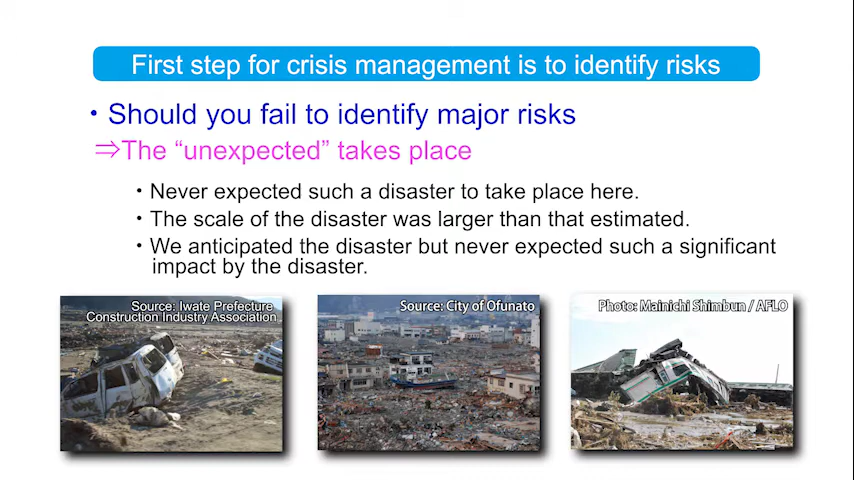 First step for crisis management is to identify risks
・Should you fail to identify major risks
⇒The “unexpected” takes place
・Never expected such a disaster to take place here.
・The scale of the disaster was larger than that estimated.
・We anticipated the disaster but never expected such a significant
impact by the disaster.
Source: Iwate Prefecture
Construction Industry Association
Source: City of Ofunato
Photo: Mainichi Shimbun / AFLO